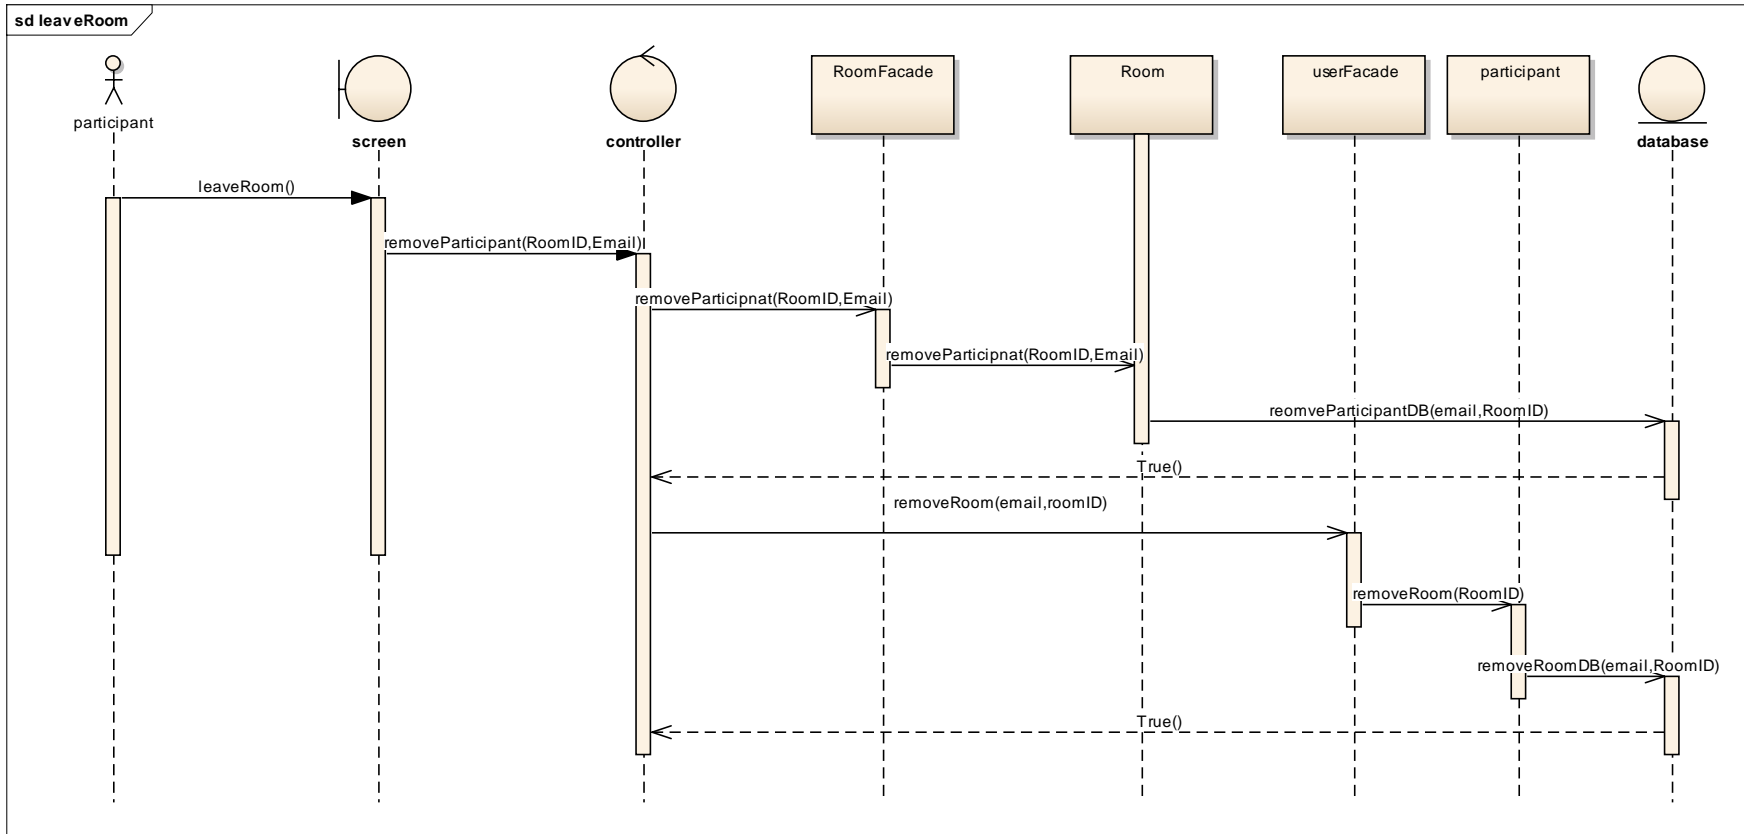 sd leaveRoom
participant
screen
controller
RoomFacade
Room
userFacade
participant
database
leaveRoom()
removeParticipant(RoomID,Email)
removeParticipnat(RoomID,Email)
removeParticipnat(RoomID,Email)
reomveParticipantDB(email,RoomID)
True()
removeRoom(email,roomID)
removeRoom(RoomID)
removeRoomDB(email,RoomID)
True()